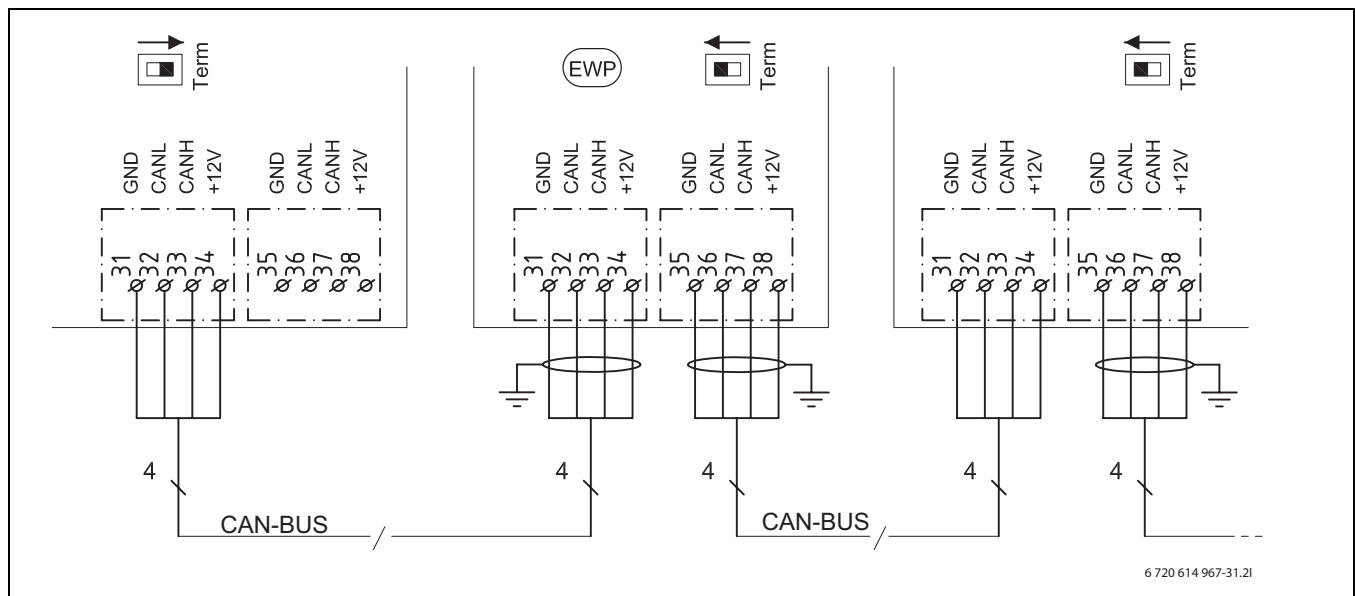 Term
EWP
Term
Term
GND CANL CANH +12V
GND CANL CANH +12V
GND CANL CANH +12V
GND CANL CANH +12V
GND CANL CANH +12V
GND CANL CANH +12V
31 32 33 34
35 36 37 38
31 32 33 34
35 36 37 38
31 32 33 34
35 36 37 38
4
4
4
4
4
CAN-BUS
CAN-BUS
6 720 614 967-31.2I